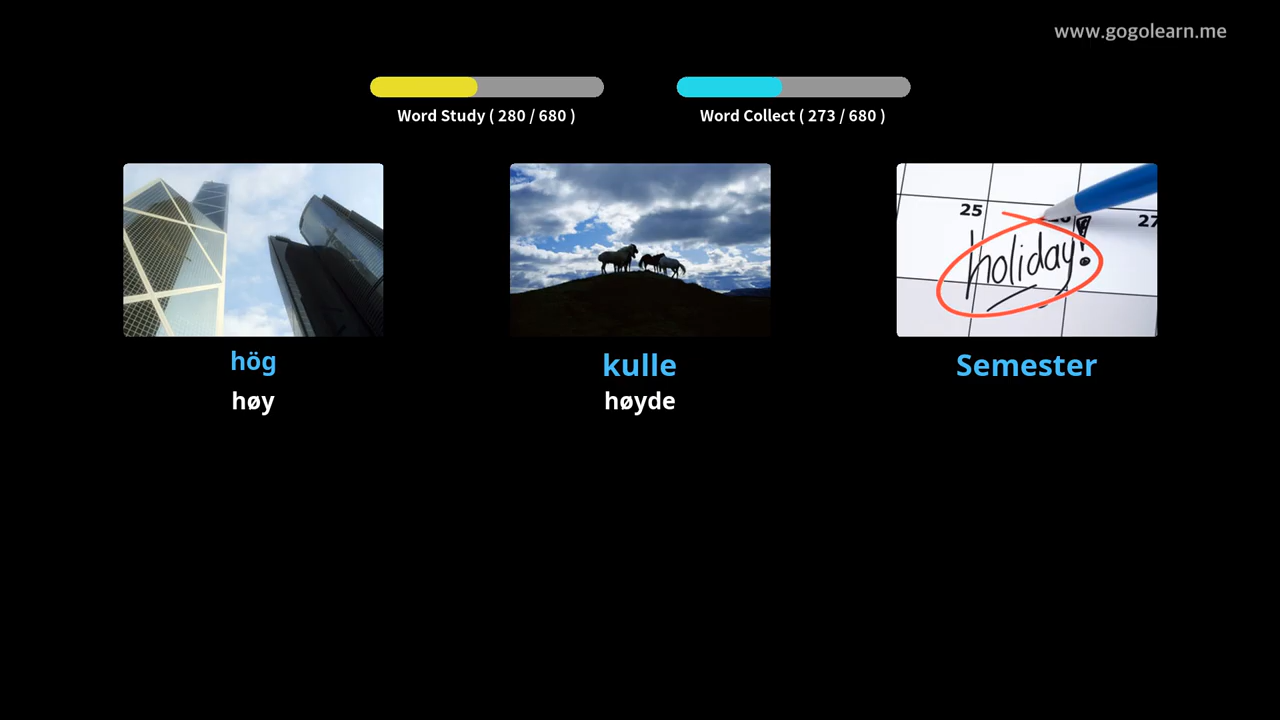 www.gogolearn.me
Word Study ( 280 / 680 )
Word Collect ( 273 / 680 )
25
27
holiday!
hög
kulle
Semester
høy
høyde